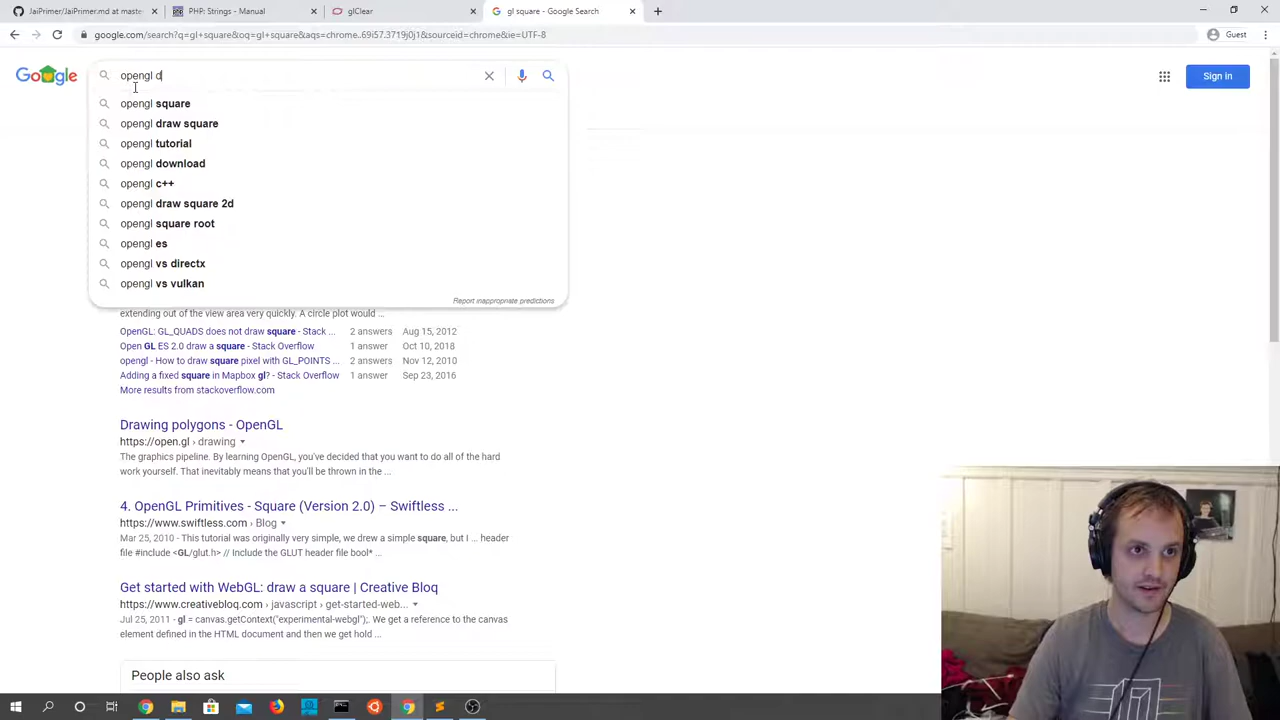 JaiPrimer/JaiPrimer.md at maste
PHP: Strings - Manual
glClear
gl square - Google Search
google.com/search?q=gl+square&oq=gl+square&aqs=chrome..69i57.3719j0j1&sourceid=chrome&ie=UTF-8
Guest
Google
opengl d
Sign in
opengl square
opengl draw square
opengl tutorial
opengl download
opengl c++
opengl draw square 2d
opengl square root
opengl es
opengl vs directx
opengl vs vulkan
Report inappropriate predictions
extending out of the view area very quickly. A circle plot would ...
OpenGL: GL_QUADS does not draw square - Stack ... 2 answers Aug 15, 2012
Open GL ES 2.0 draw a square - Stack Overflow 1 answer Oct 10, 2018
opengl - How to draw square pixel with GL_POINTS ... 2 answers Nov 12, 2010
Adding a fixed square in Mapbox gl? - Stack Overflow 1 answer Sep 23, 2016
More results from stackoverflow.com
Drawing polygons - OpenGL
https://open.gl › drawing
The graphics pipeline. By learning OpenGL, you've decided that you want to do all of the hard
work yourself. That inevitably means that you'll be thrown in the ...
4. OpenGL Primitives - Square (Version 2.0) – Swiftless ...
https://www.swiftless.com › Blog
Mar 25, 2010 - This tutorial was originally very simple, we drew a simple square, but I ... header
file #include <GL/glut.h> // Include the GLUT header file bool* ...
Get started with WebGL: draw a square | Creative Bloq
https://www.creativebloq.com › javascript › get-started-web...
Jul 25, 2011 - gl = canvas.getContext("experimental-webgl");. We get a reference to the canvas
element defined in the HTML document and then we get hold ...
People also ask